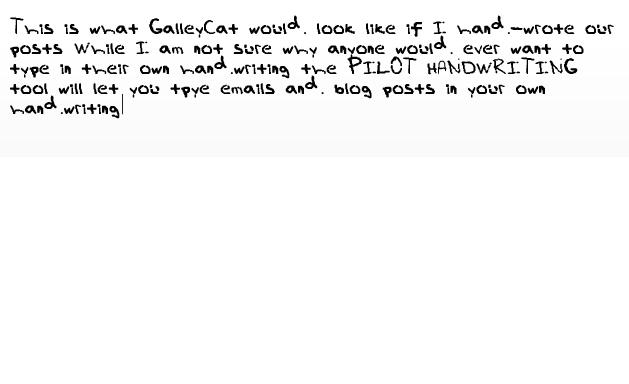 This is what GalleyCat would. look like if I hand.-wrote our
posts While I am not sure why anyone would. ever want to
type in their own hand.writing the PILOT HANDWRITING
tool will let you tpye emails and. blog posts in your own
hand.writing